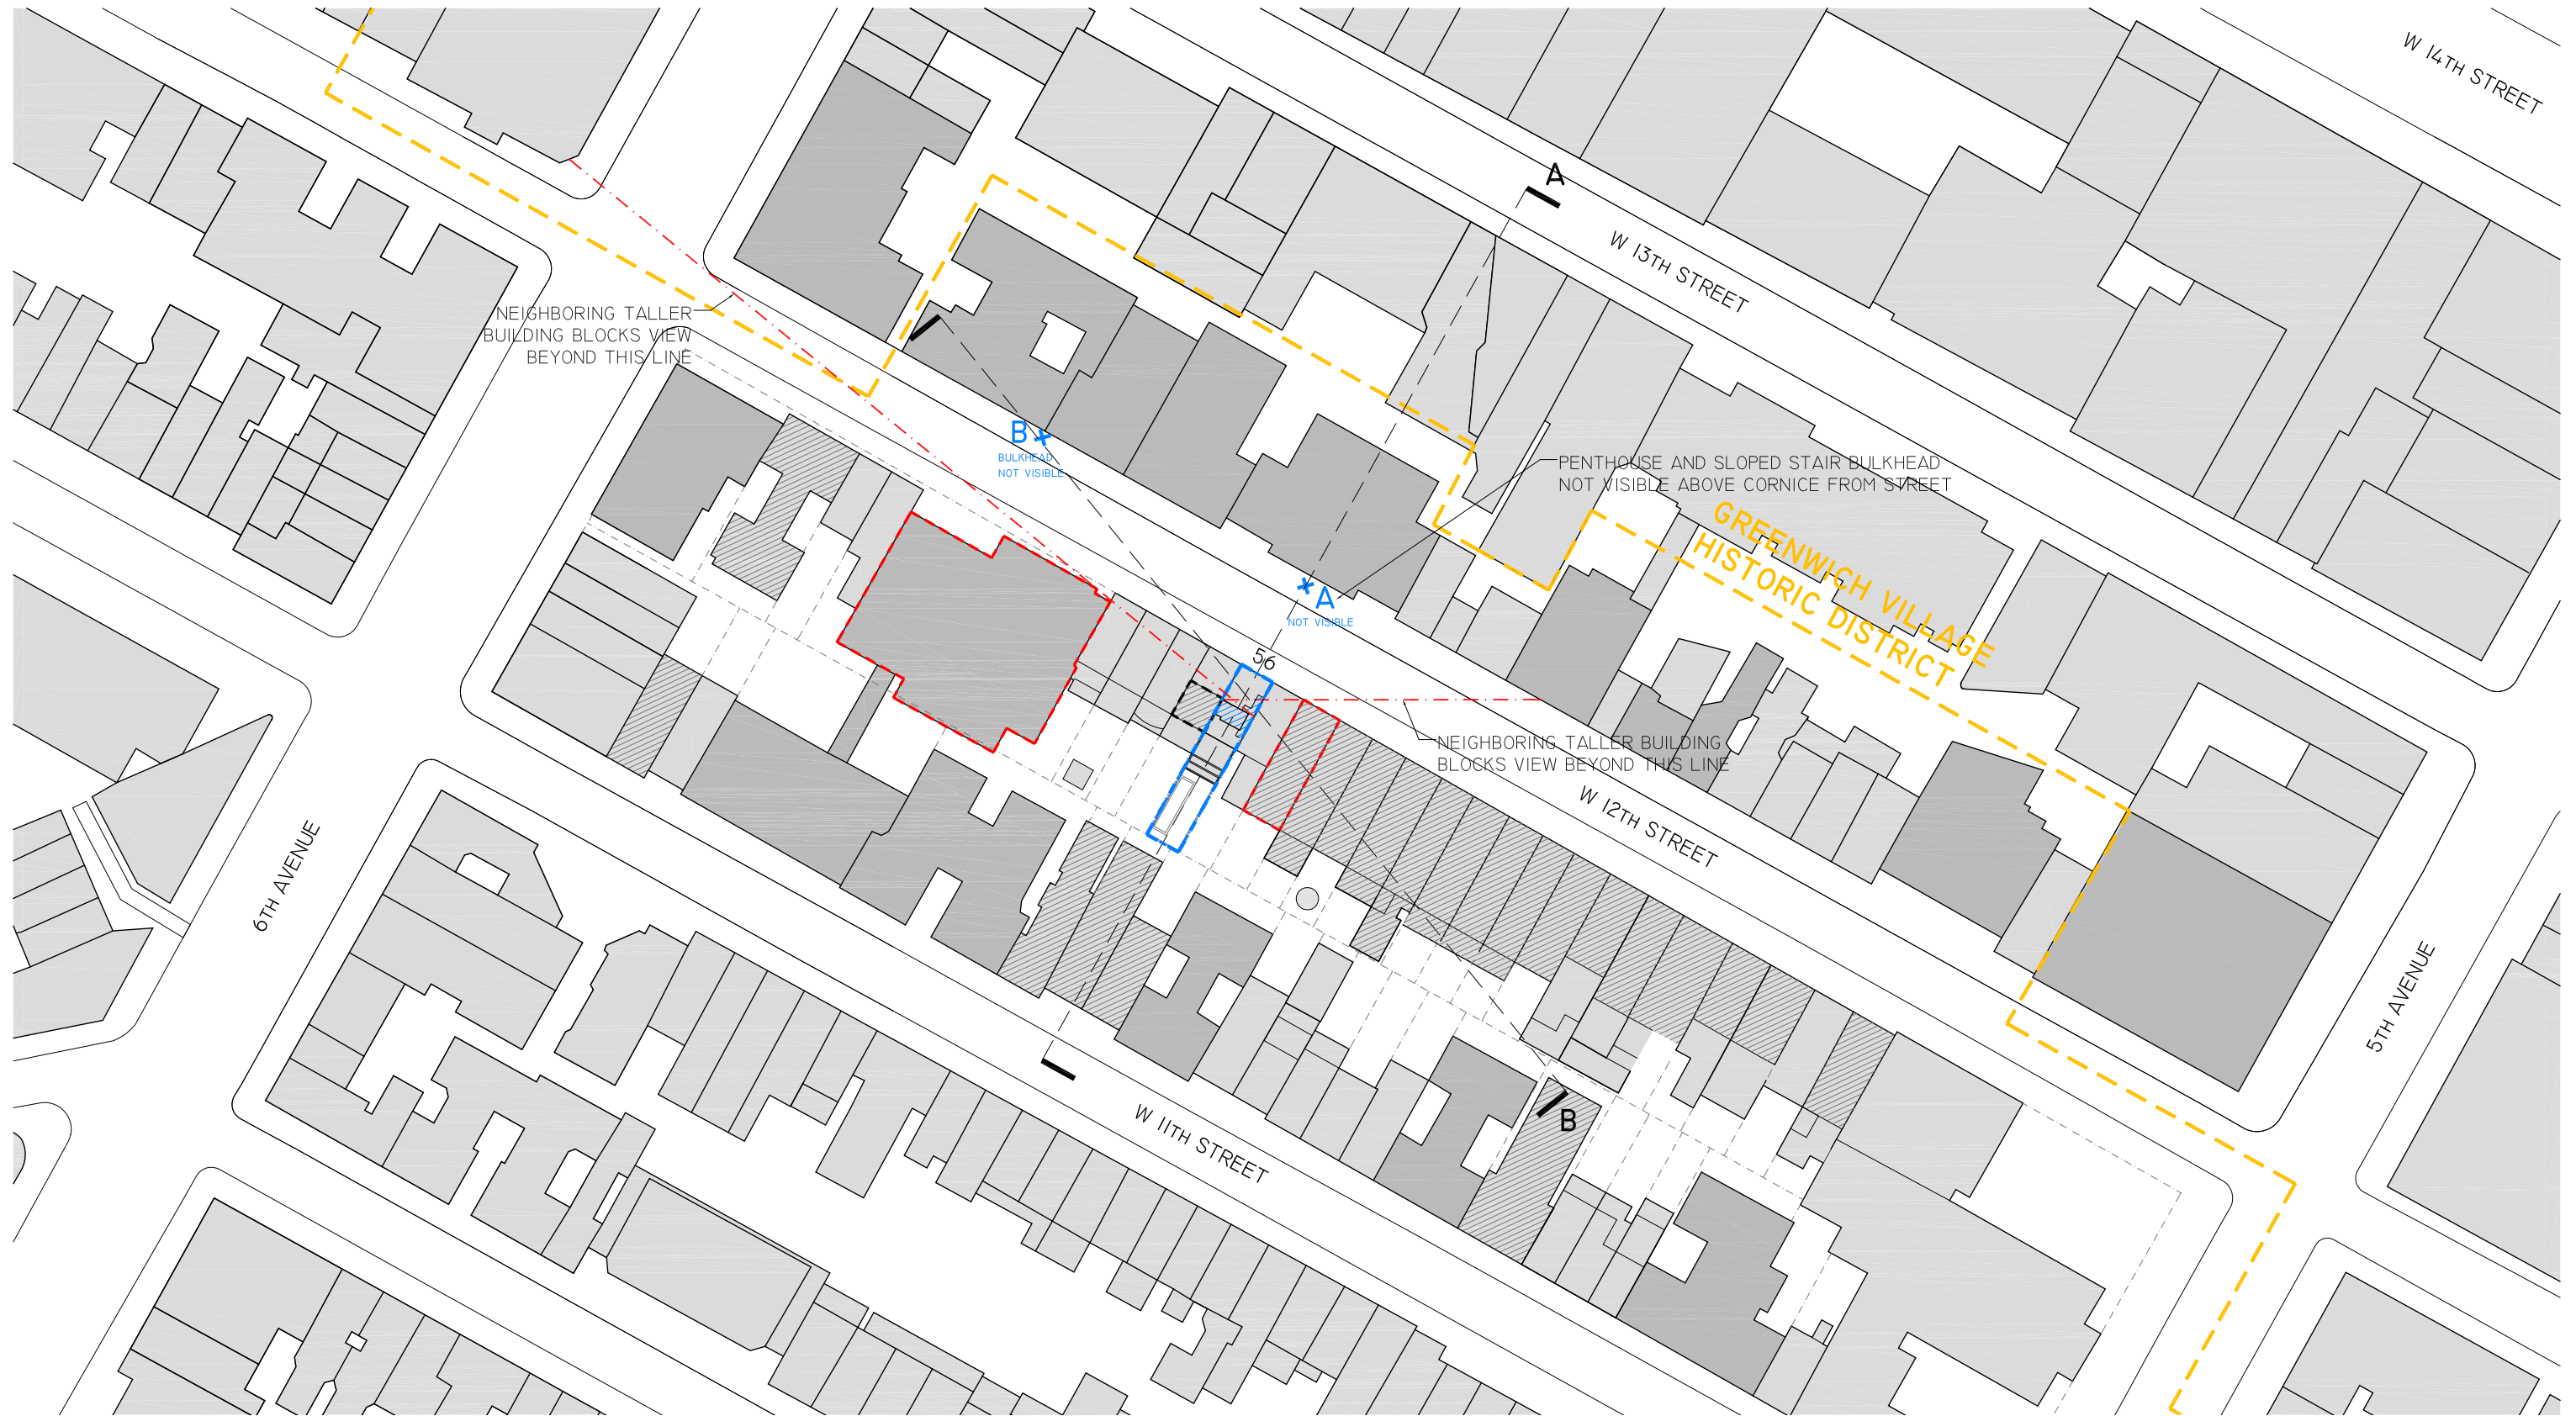 W 14TH STREET
A
W 13TH STREET
NEIGHBORING TALLER
BUILDING BLOCKS VIEW
BEYOND THIS LINE
B
BULKHEAD
NOT VISIBLE
PENTHOUSE AND SLOPED STAIR BULKHEAD
NOT VISIBLE ABOVE CORNICE FROM STREET
GREENWICH VILLAGE
HISTORIC DISTRICT
A
NOT VISIBLE
56
NEIGHBORING TALLER BUILDING
BLOCKS VIEW BEYOND THIS LINE
W 12TH STREET
6TH AVENUE
5TH AVENUE
B
W 11TH STREET